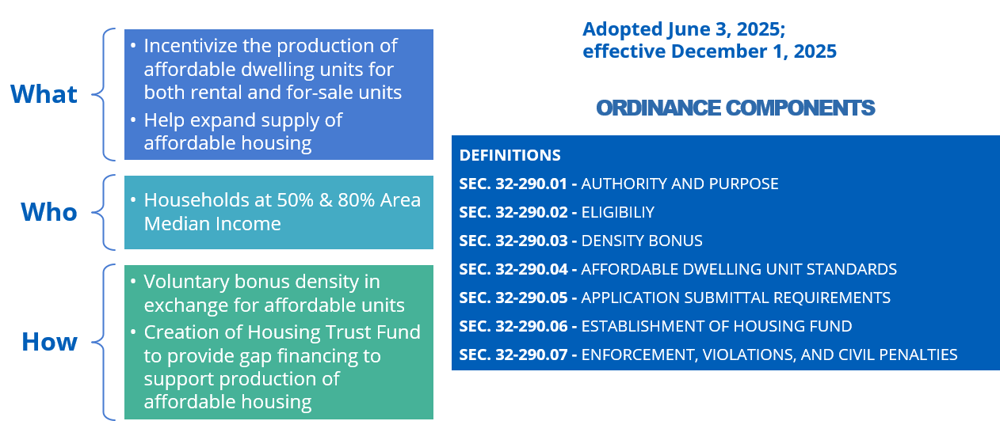 What
• Incentivize the production of
affordable dwelling units for
both rental and for-sale units
• Help expand supply of
affordable housing
Who
• Households at 50% & 80% Area
Median Income
How
• Voluntary bonus density in
exchange for affordable units
• Creation of Housing Trust Fund
to provide gap financing to
support production of
affordable housing
Adopted June 3, 2025;
effective December 1, 2025
ORDINANCE COMPONENTS
DEFINITIONS
SEC. 32-290.01 - AUTHORITY AND PURPOSE
SEC. 32-290.02 - ELIGIBILIY
SEC. 32-290.03 - DENSITY BONUS
SEC. 32-290.04 - AFFORDABLE DWELLING UNIT STANDARDS
SEC. 32-290.05 - APPLICATION SUBMITTAL REQUIREMENTS
SEC. 32-290.06 - ESTABLISHMENT OF HOUSING FUND
SEC. 32-290.07 - ENFORCEMENT, VIOLATIONS, AND CIVIL PENALTIES